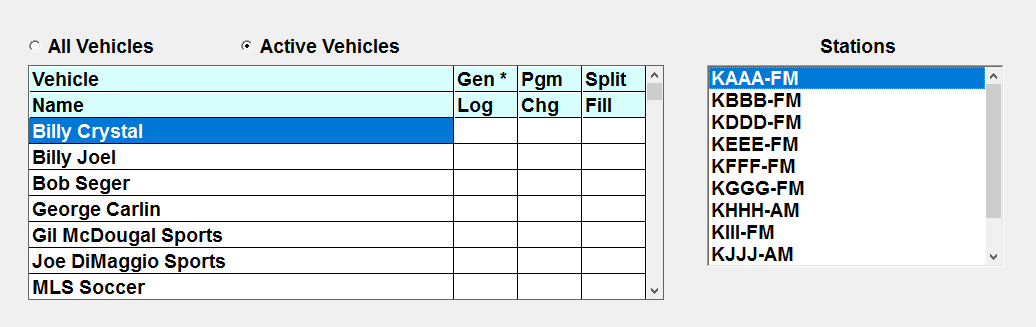 All Vehicles Active Vehicles Stations
Vehicle Gen * Pgm Split
Name Log Chg Fill
Billy Crystal
Billy Joel
Bob Seger
George Carlin
Gil McDougal Sports
Joe DiMaggio Sports
MLS Soccer
KAAA-FM
KBBB-FM
KDDD-FM
KEEE-FM
KFFF-FM
KGGG-FM
KHHH-AM
KIII-FM
KJJJ-AM